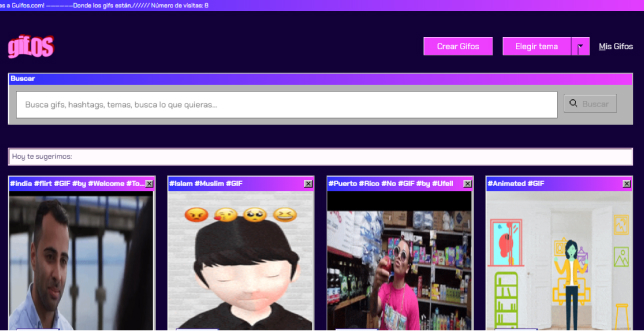 as a Guifos.com! ——————Donde los gifs están.////// Número de visitas: 8
gifOS
Crear Gifos
Elegir tema
Mis Gifos
Buscar
Busca gifs, hashtags, temas, busca lo que quieras...
Buscar
Hoy te sugerimos:
#india #flirt #GIF #by #Welcome #To...
#Islam #Muslim #GIF
#Puerto #Rico #No #GIF #by #Ufell
#Animated #GIF